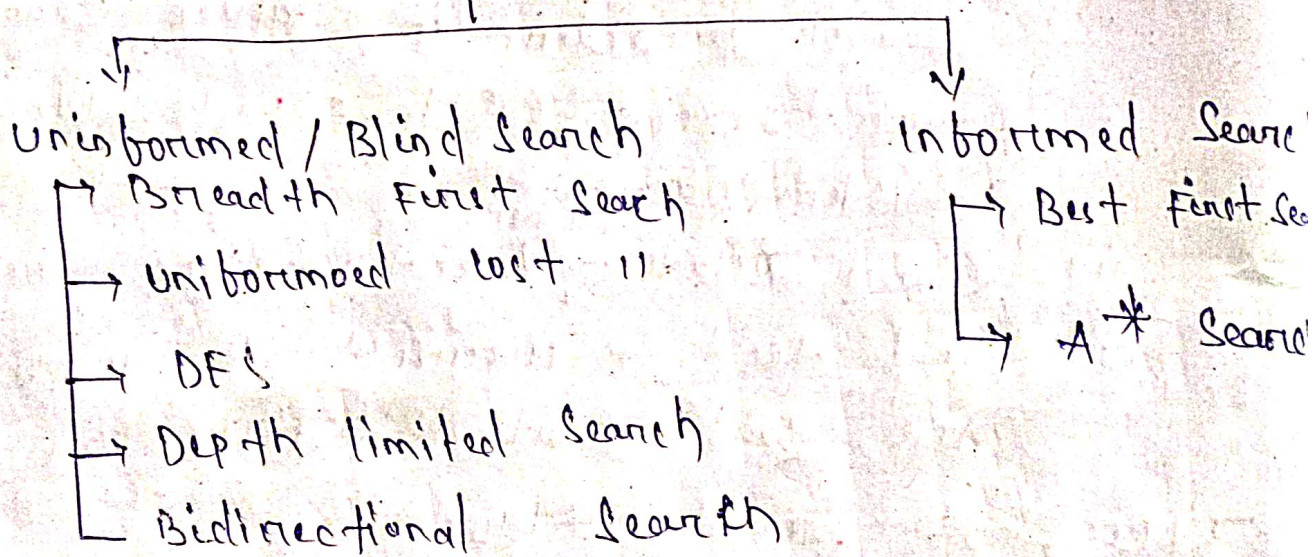 Uninformed / Blind Search
Breadth First Search
Uniformoed cost "
DFS
Depth limited Search
Bidirectional Search
Informed Searc
Best First Sea
A* Searc